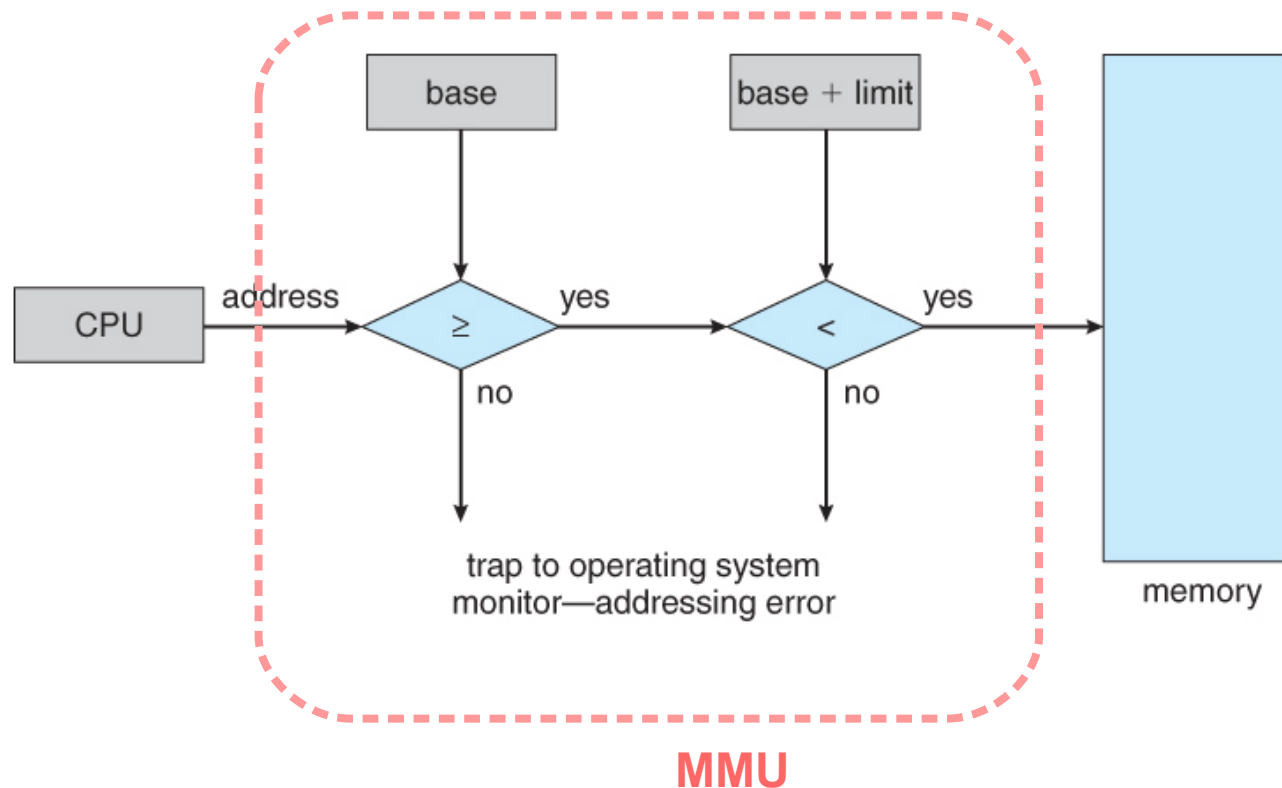 base
base + limit
CPU
address
≥
yes
<
yes
no
no
trap to operating system
monitor—addressing error
memory
MMU